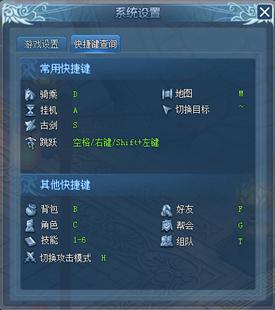 系统设置
游戏设置 快捷键查询
常用快捷键
骑乘 D 地图 M
挂机 A 切换目标 ~
古剑 S
跳跃 空格/右键/Shift+左键
其他快捷键
背包 B 好友 F
角色 C 帮会 G
技能 1-6 组队 T
切换攻击模式 H